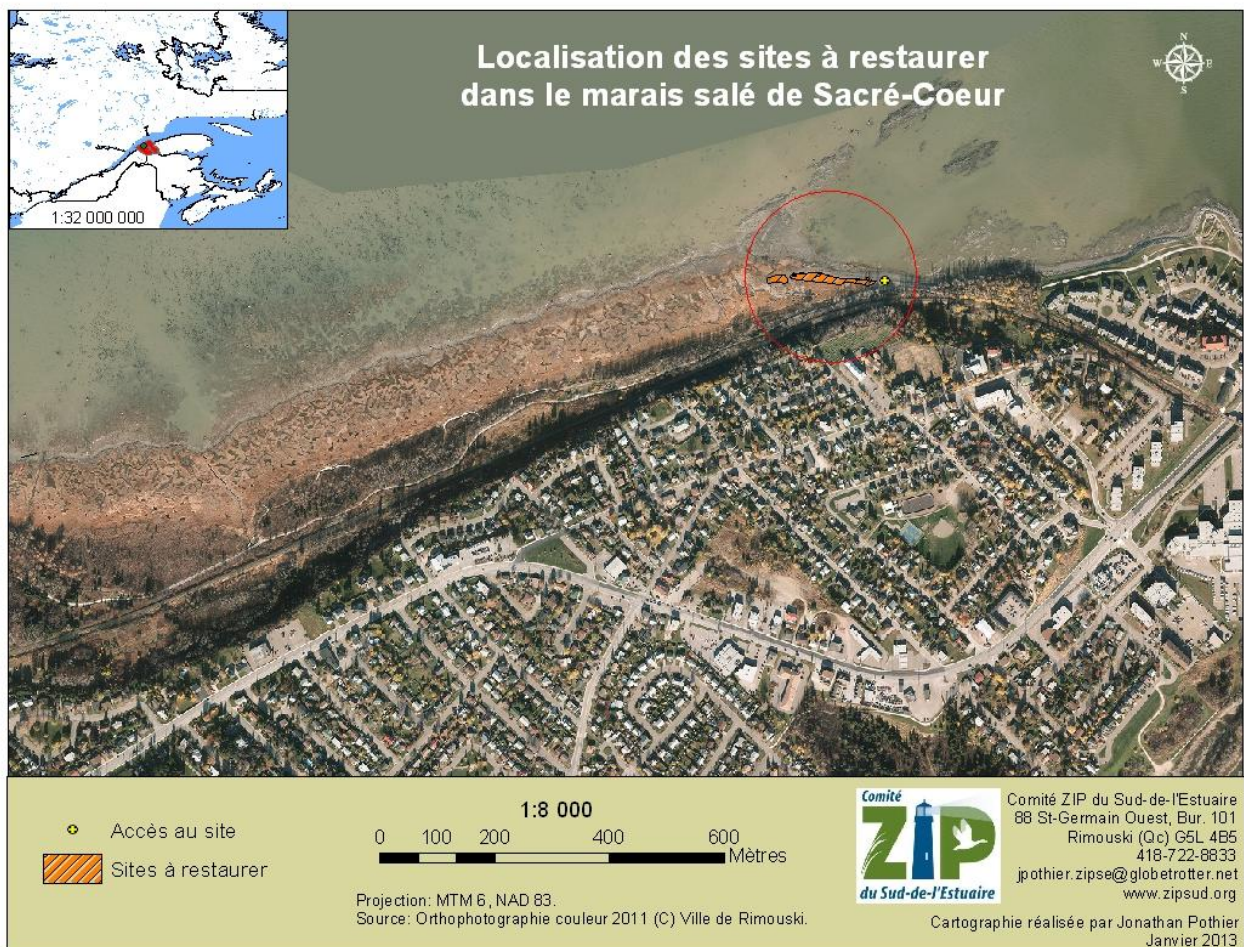 Localisation des sites à restaurer
dans le marais salé de Sacré-Coeur
N
W E
S
1:32 000 000
Accès au site
Sites à restaurer
1:8 000
0 100 200 400 600
Mètres
Projection: MTM 6, NAD 83.
Source: Orthophotographie couleur 2011 (C) Ville de Rimouski.
Comité
ZIP
du Sud-de-l'Estuaire
Comité ZIP du Sud-de-l'Estuaire
88 St-Germain Ouest, Bur. 101
Rimouski (Qc) G5L 4B5
418-722-8833
jpothier.zipse@globetrotter.net
www.zipsud.org
Cartographie réalisée par Jonathan Pothier
Janvier 2013